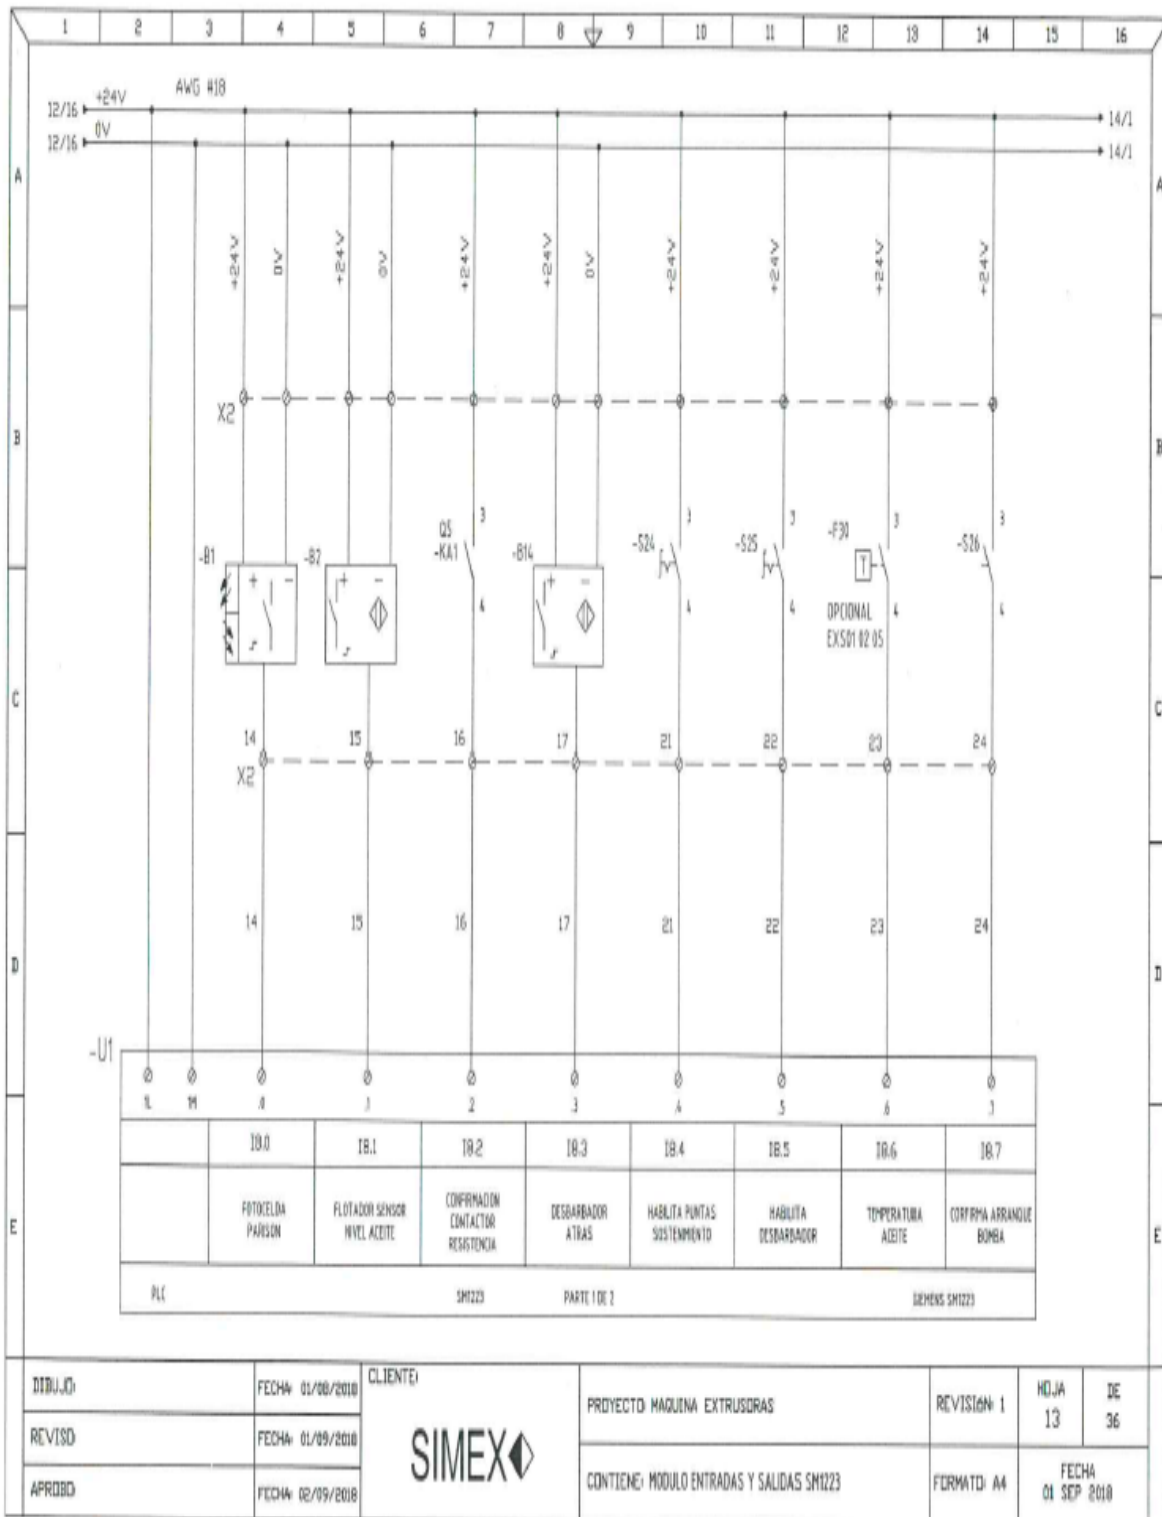 1 2 3 4 5 6 7 8 9 10 11 12 13 14 15 16
AWG #18
12/16 +24V 14/1
12/16 0V 14/1
A A
+24V 0V +24V 0V +24V +24V 0V +24V +24V +24V +24V
X2
B B
-B1 -B2 Q5 -KA1 3 4 -B14 -S24 3 4 -S25 3 4 -F30 3 4 -S26 3 4
+ - + - + -
T
OPCIONAL
EXS01 02 05
C C
14 15 16 17 21 22 23 24
X2
14 15 16 17 21 22 23 24
D D
-U1
1L 1M .0 .1 .2 .3 .4 .5 .6 .7
I8.0 I8.1 I8.2 I8.3 I8.4 I8.5 I8.6 I8.7
E E
FOTOCELDA
PARISON
FLOTADOR SENSOR
NIVEL ACEITE
CONFIRMACION
CONTACTOR
RESISTENCIA
DESBARBADOR
ATRAS
HABILITA PUNTAS
SOSTENIMIENTO
HABILITA
DESBARBADOR
TEMPERATURA
ACEITE
CONFIRMA ARRANQUE
BOMBA
PLC SM1223 PARTE 1 DE 2 SIEMENS SM1223
DIBUJO: FECHA: 01/08/2018
REVISO: FECHA: 01/09/2018
APROBO: FECHA: 02/09/2018
CLIENTE:
SIMEX
PROYECTO: MAQUINA EXTRUSORAS
CONTIENE: MODULO ENTRADAS Y SALIDAS SM1223
REVISIÓN: 1
FORMATO: A4
HOJA
13
DE
36
FECHA
01 SEP 2018